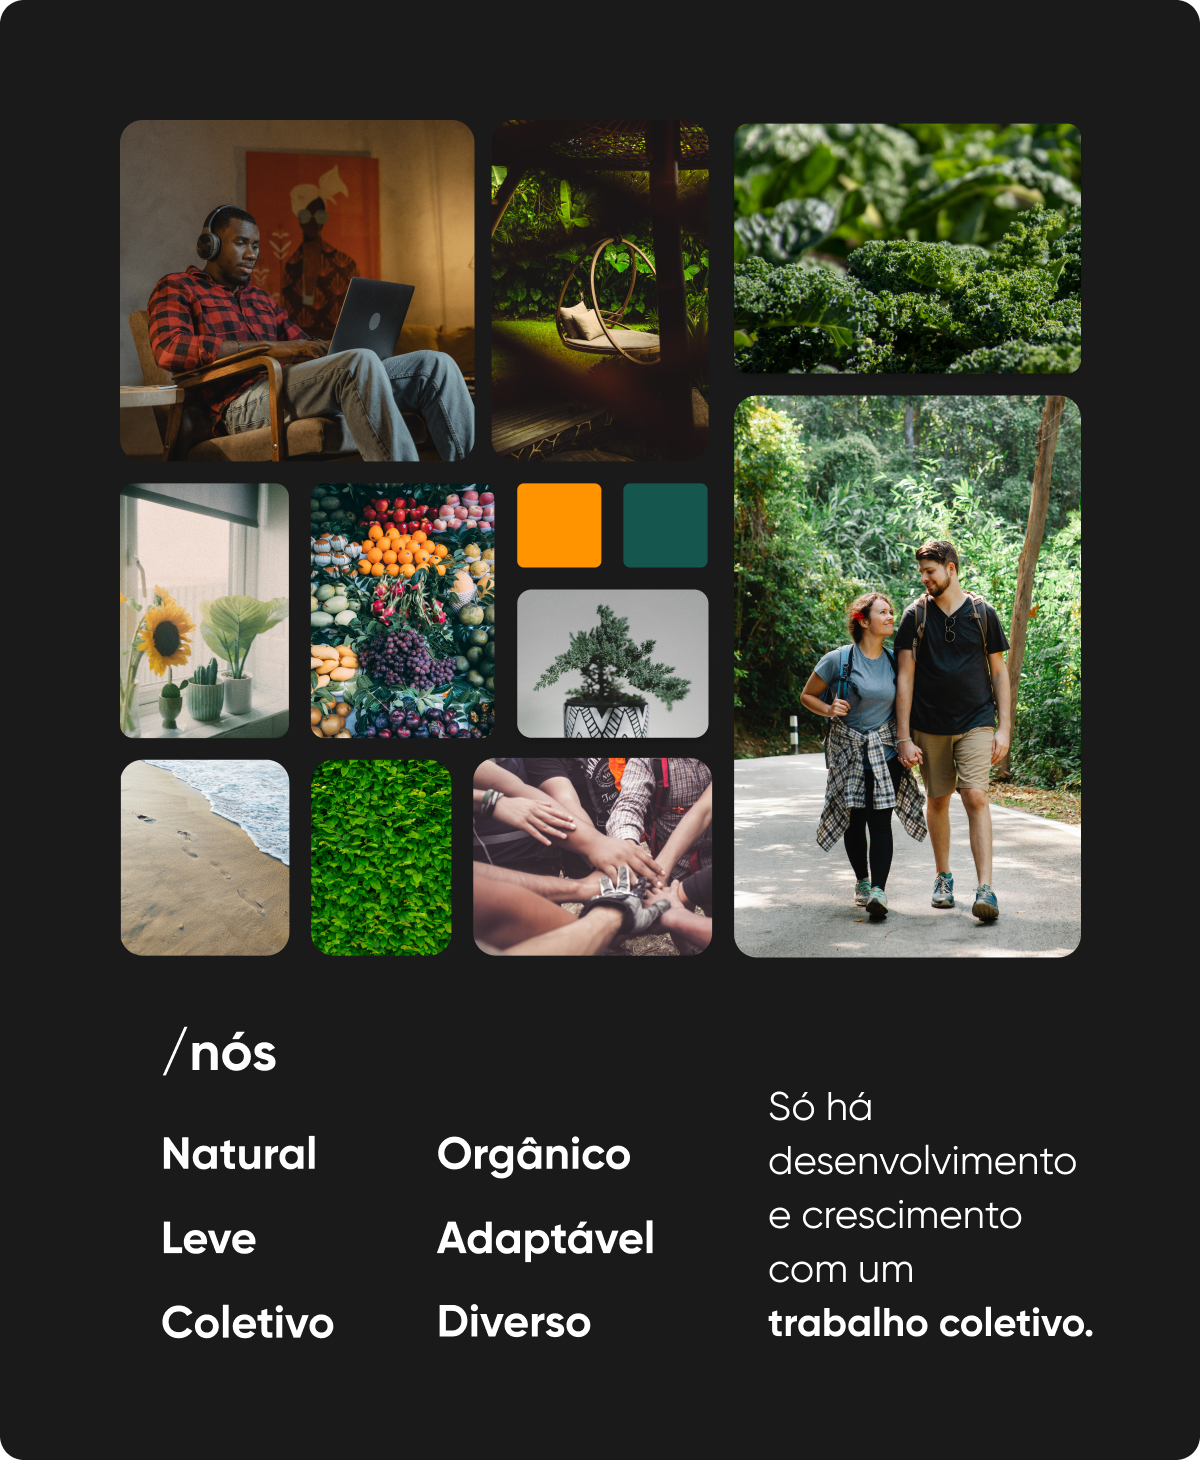 /nós
Natural
Orgânico
Leve
Adaptável
Coletivo
Diverso
Só há
desenvolvimento
e crescimento
com um
trabalho coletivo.